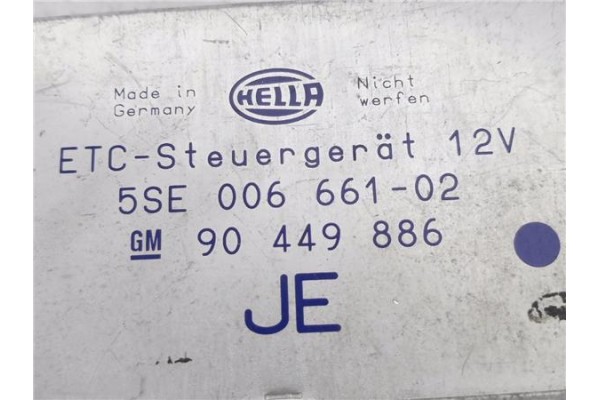 Made in
Germany
HELLA
Nicht
werfen
ETC-Steuergerät 12V
5SE 006 661-02
GM 90 449 886
JE